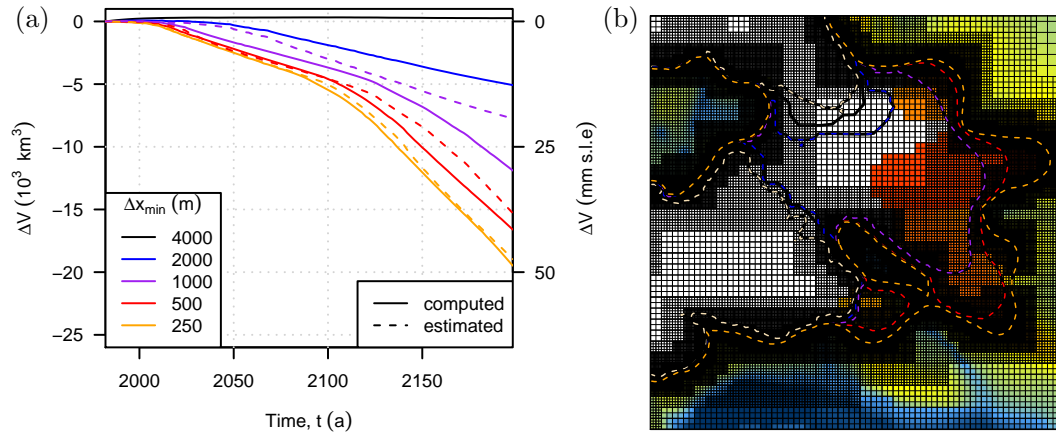 (a)
(b)
0
−5
−10
−15
−20
−25
ΔV (10³ km³)
0
25
50
ΔV (mm s.l.e)
Δxmin (m)
4000
2000
1000
500
250
computed
estimated
2000
2050
2100
2150
Time, t (a)